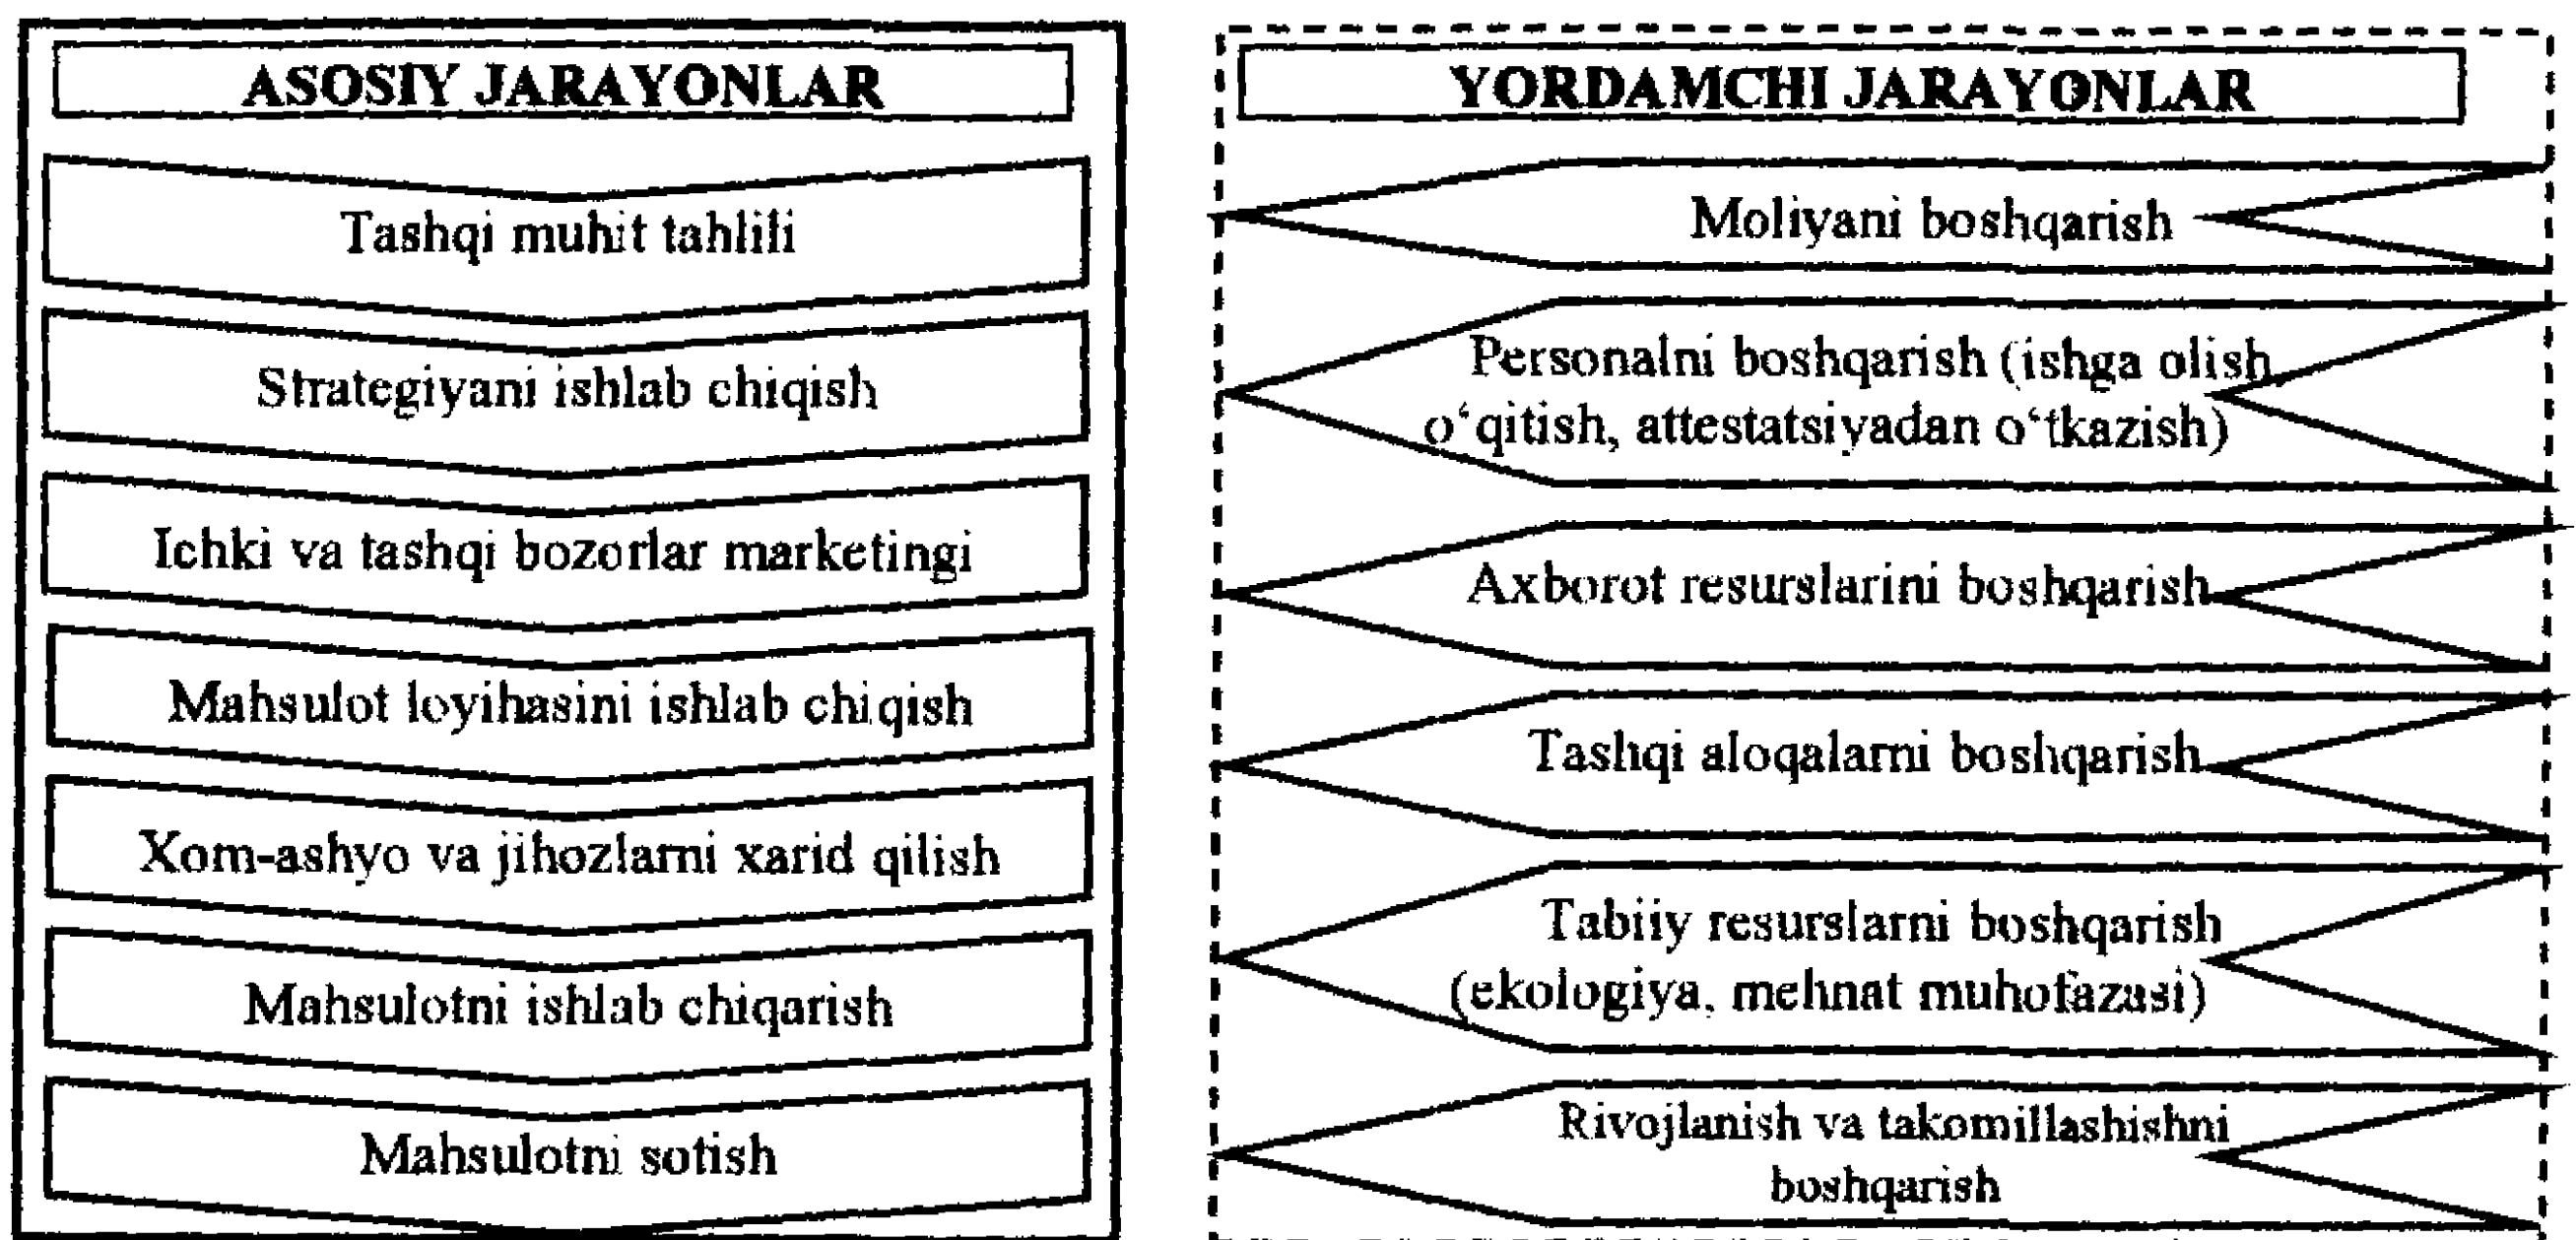 ASOSIY JARAYONLAR
Tashqi muhit tahlili
Strategiyani ishlab chiqish
Ichki va tashqi bozorlar marketingi
Mahsulot loyihasini ishlab chiqish
Xom-ashyo va jihozlarni xarid qilish
Mahsulotni ishlab chiqarish
Mahsulotni sotish
YORDAMCHI JARAYONLAR
Moliyani boshqarish
Personalni boshqarish (ishga olish,
o‘qitish, attestatsiyadan o‘tkazish)
Axborot resurslarini boshqarish
Tashqi aloqalarni boshqarish
Tabiiy resurslarni boshqarish
(ekologiya, mehnat muhofazasi)
Rivojlanish va takomillashishni
boshqarish